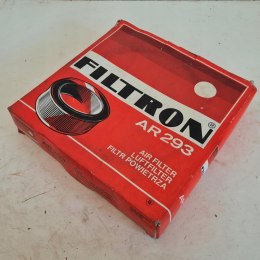 FILTRON®
AR 293
AIR FILTER
LUFTFILTER
FILTR POWIETRZA